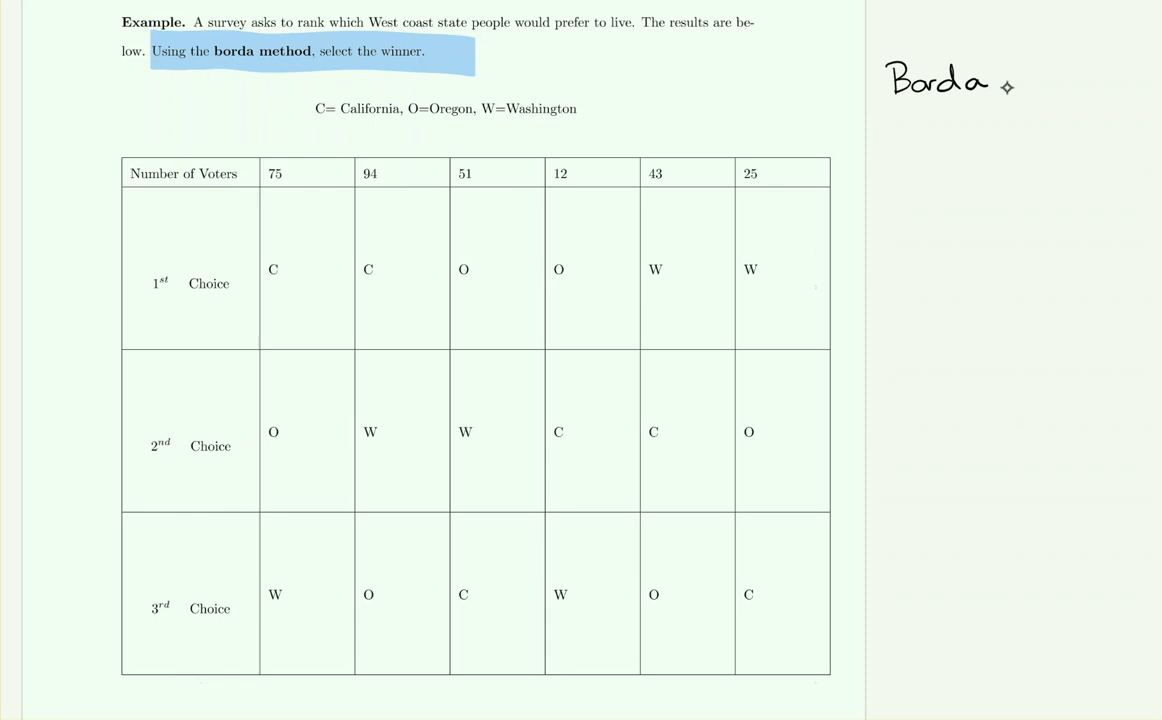 Example. A survey asks to rank which West coast state people would prefer to live. The results are be-
low. Using the borda method, select the winner.
Borda
C= California, O=Oregon, W=Washington
Number of Voters 75 94 51 12 43 25
1st Choice C C O O W W
2nd Choice O W W C C O
3rd Choice W O C W O C